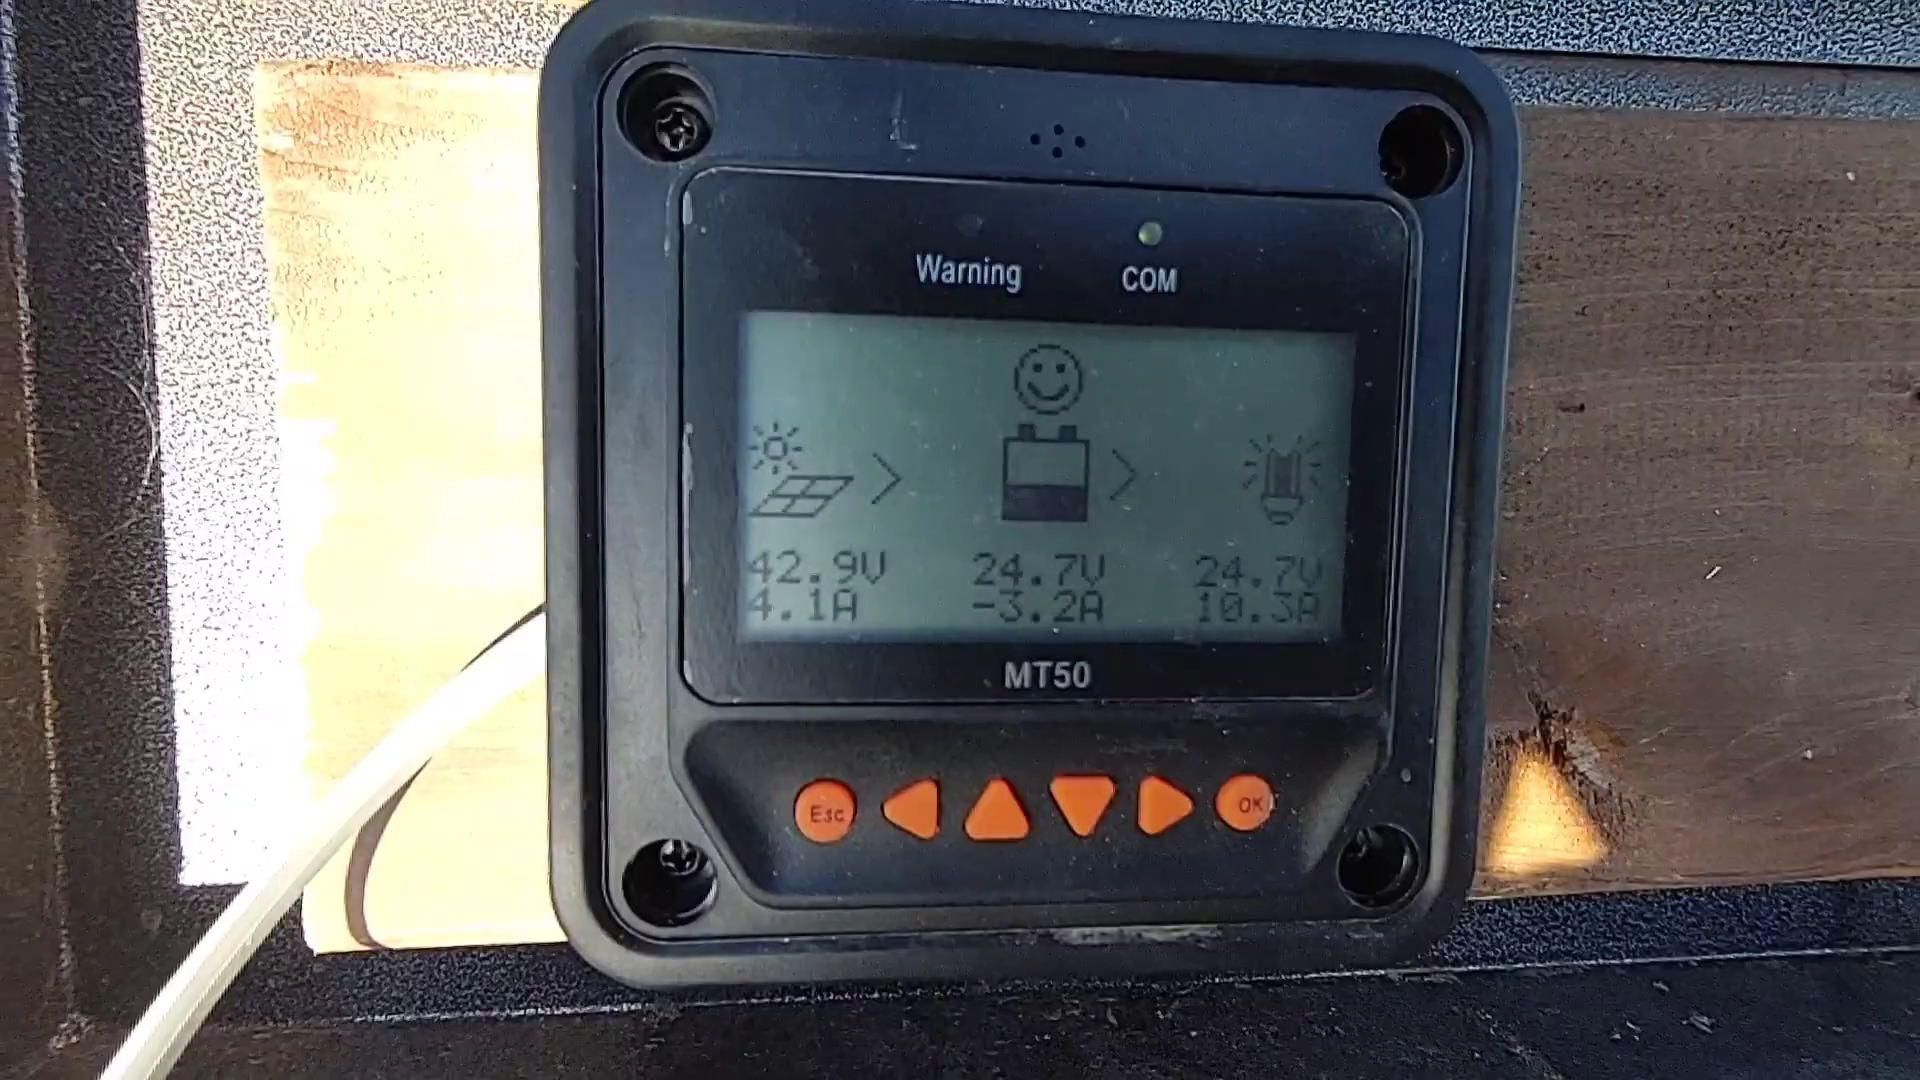 Warning COM
42.9V 24.7V 24.7V
4.1A -3.2A 10.3A
MT50
Esc OK